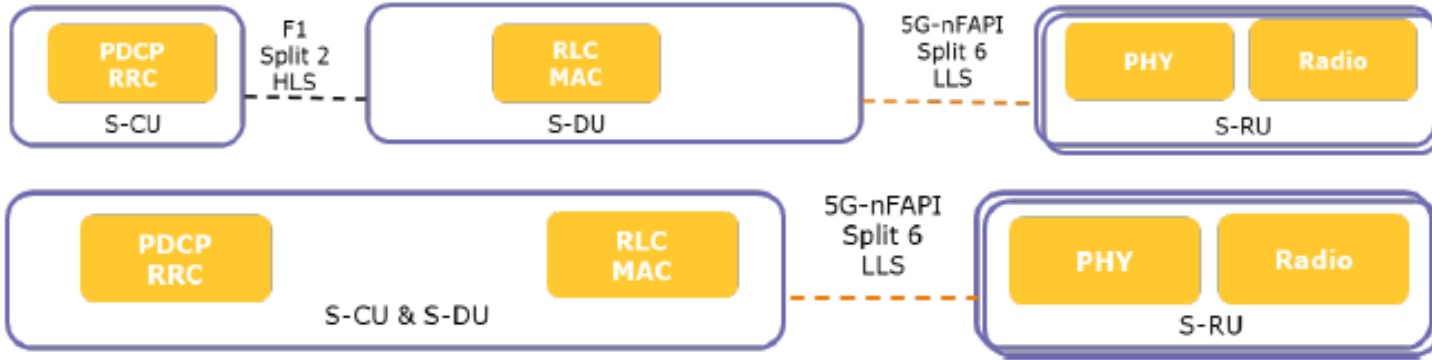 PDCP
RRC
S-CU
F1
Split 2
HLS
RLC
MAC
S-DU
5G-nFAPI
Split 6
LLS
PHY
Radio
S-RU
PDCP
RRC
RLC
MAC
S-CU & S-DU
5G-nFAPI
Split 6
LLS
PHY
Radio
S-RU